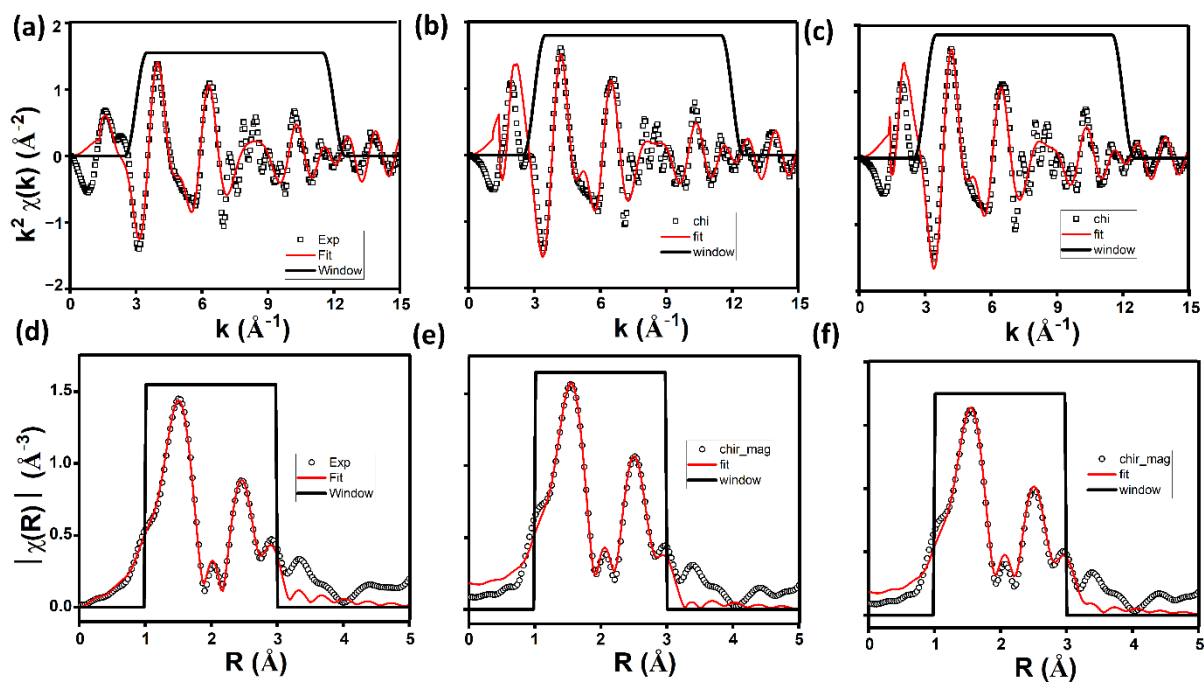 (a)
2
1
0
−1
−2
k² χ(k) (Å⁻²)
Exp
Fit
Window
0 3 6 9 12 15
k (Å⁻¹)
(b)
chi
fit
window
0 3 6 9 12 15
k (Å⁻¹)
(c)
chi
fit
window
0 3 6 9 12 15
k (Å⁻¹)
(d)
1.5
1.0
0.5
0.0
| χ(R) | (Å⁻³)
Exp
Fit
Window
0 1 2 3 4 5
R (Å)
(e)
chir_mag
fit
window
0 1 2 3 4 5
R (Å)
(f)
chir_mag
fit
window
0 1 2 3 4 5
R (Å)